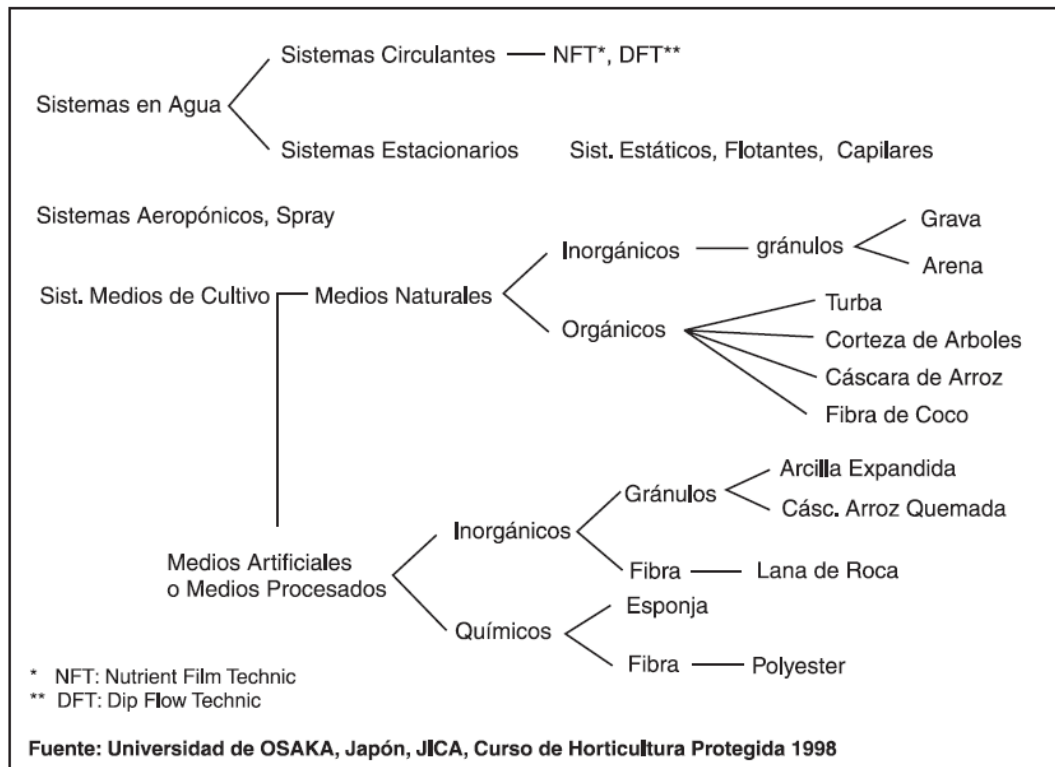 Sistemas Circulantes NFT*, DFT**
Sistemas en Agua
Sistemas Estacionarios Sist. Estáticos, Flotantes, Capilares
Sistemas Aeropónicos, Spray
Grava
Inorgánicos gránulos
Arena
Sist. Medios de Cultivo Medios Naturales
Turba
Orgánicos
Corteza de Arboles
Cáscara de Arroz
Fibra de Coco
Arcilla Expandida
Gránulos
Cásc. Arroz Quemada
Inorgánicos
Medios Artificiales
o Medios Procesados
Fibra Lana de Roca
Esponja
Químicos
Fibra Polyester
* NFT: Nutrient Film Technic
** DFT: Dip Flow Technic
Fuente: Universidad de OSAKA, Japón, JICA, Curso de Horticultura Protegida 1998